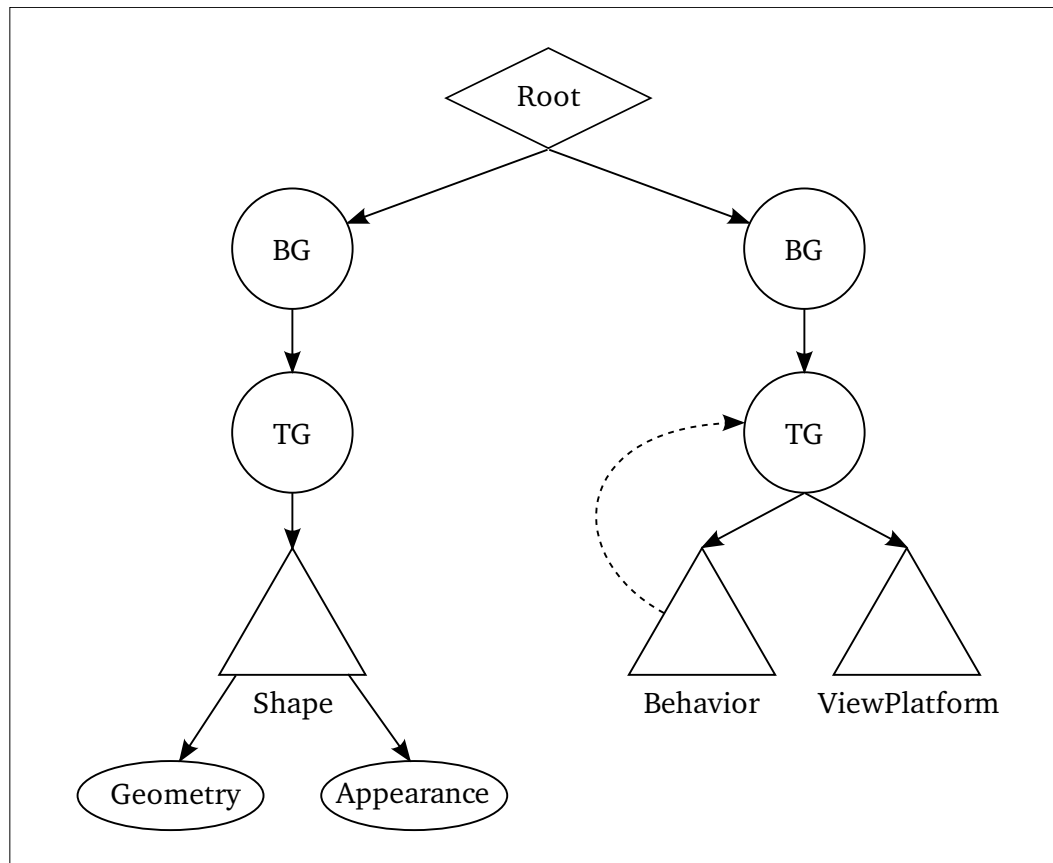 Root
BG
BG
TG
TG
Shape
Behavior
ViewPlatform
Geometry
Appearance